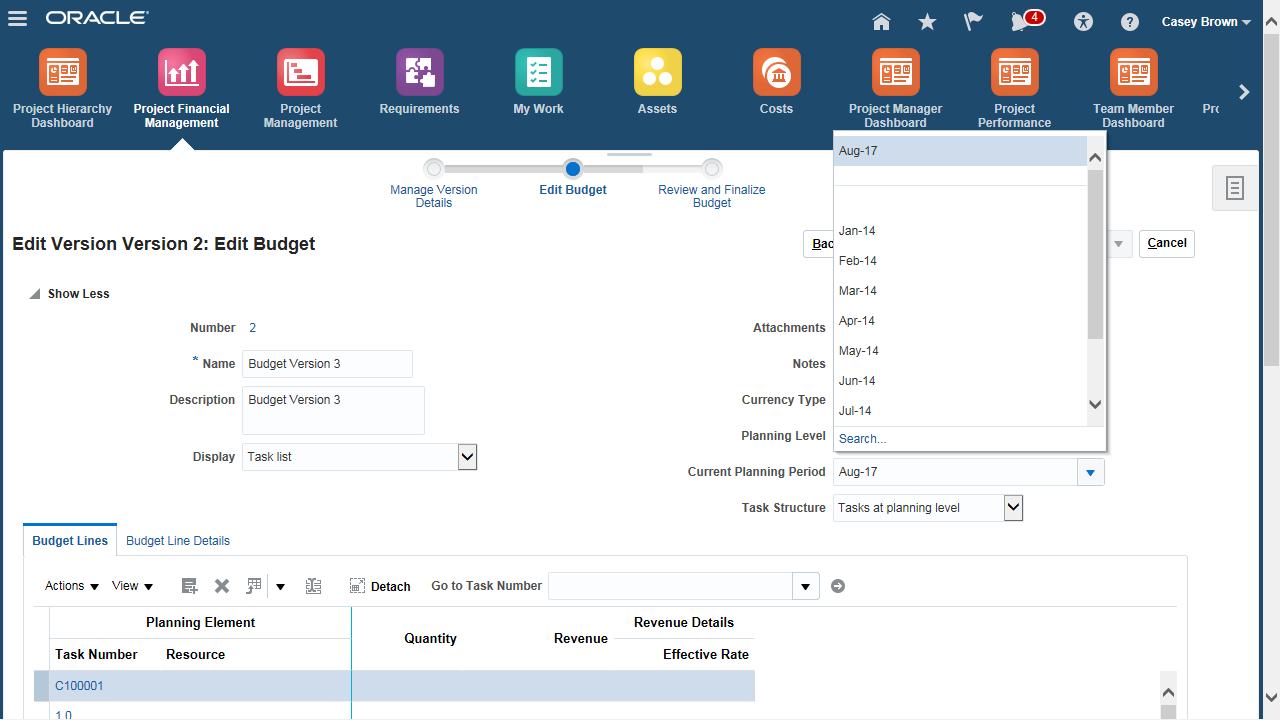 ORACLE
4
Casey Brown
Project Hierarchy
Dashboard
Project Financial
Management
Project
Management
Requirements
My Work
Assets
Costs
Project Manager
Dashboard
Project
Performance
Team Member
Dashboard
Manage Version
Details
Edit Budget
Review and Finalize
Budget
Edit Version Version 2: Edit Budget
Cancel
Show Less
Number 2
* Name Budget Version 3
Description Budget Version 3
Display Task list
Attachments
Notes
Currency Type
Planning Level
Aug-17
Jan-14
Feb-14
Mar-14
Apr-14
May-14
Jun-14
Jul-14
Search...
Current Planning Period Aug-17
Task Structure Tasks at planning level
Budget Lines Budget Line Details
Actions View Detach Go to Task Number
Planning Element
Task Number Resource
Quantity Revenue
Revenue Details
Effective Rate
C100001
1.0